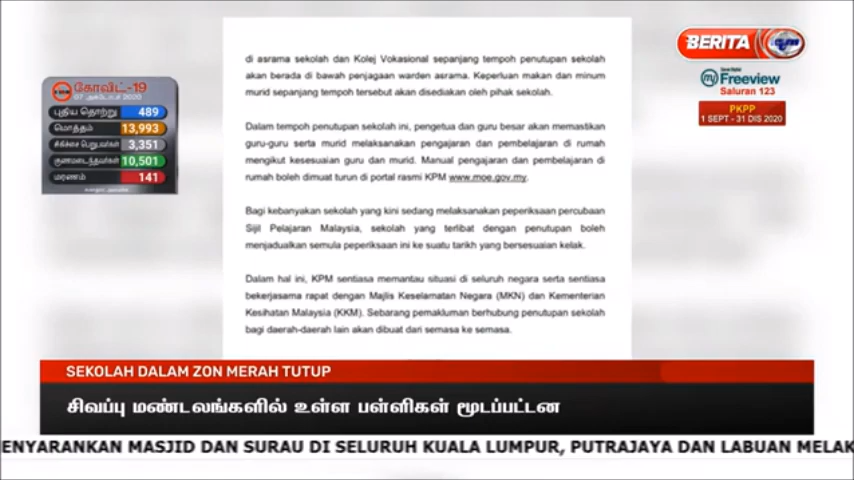 di asrama sekolah dan Kolej Vokasional sepanjang tempoh penutupan sekolah
akan berada di bawah penjagaan warden asrama. Keperluan makan dan minum
murid sepanjang tempoh tersebut akan disediakan oleh pihak sekolah.
Dalam tempoh penutupan sekolah ini, pengetua dan guru besar akan memastikan
guru-guru serta murid melaksanakan pengajaran dan pembelajaran di rumah
mengikut kesesuaian guru dan murid. Manual pengajaran dan pembelajaran di
rumah boleh dimuat turun di portal rasmi KPM www.moe.gov.my.
Bagi kebanyakan sekolah yang kini sedang melaksanakan peperiksaan percubaan
Sijil Pelajaran Malaysia, sekolah yang terlibat dengan penutupan boleh
menjadualkan semula peperiksaan ini ke suatu tarikh yang bersesuaian kelak.
Dalam hal ini, KPM sentiasa memantau situasi di seluruh negara serta sentiasa
bekerjasama rapat dengan Majlis Keselamatan Negara (MKN) dan Kementerian
Kesihatan Malaysia (KKM). Sebarang pemakluman berhubung penutupan sekolah
bagi daerah-daerah lain akan dibuat dari semasa ke semasa.
கோவிட்-19
07 அக்டோபர் 2020
புதிய தொற்று 489
மொத்தம் 13,993
சிகிச்சை பெறுபவர்கள் 3,351
குணமடைந்தவர்கள் 10,501
மரணம் 141
BERITA
Freeview
Saluran 123
PKPP
1 SEPT - 31 DIS 2020
SEKOLAH DALAM ZON MERAH TUTUP
சிவப்பு மண்டலங்களில் உள்ள பள்ளிகள் மூடப்பட்டன
ENYARANKAN MASJID DAN SURAU DI SELURUH KUALA LUMPUR, PUTRAJAYA DAN LABUAN MELAK